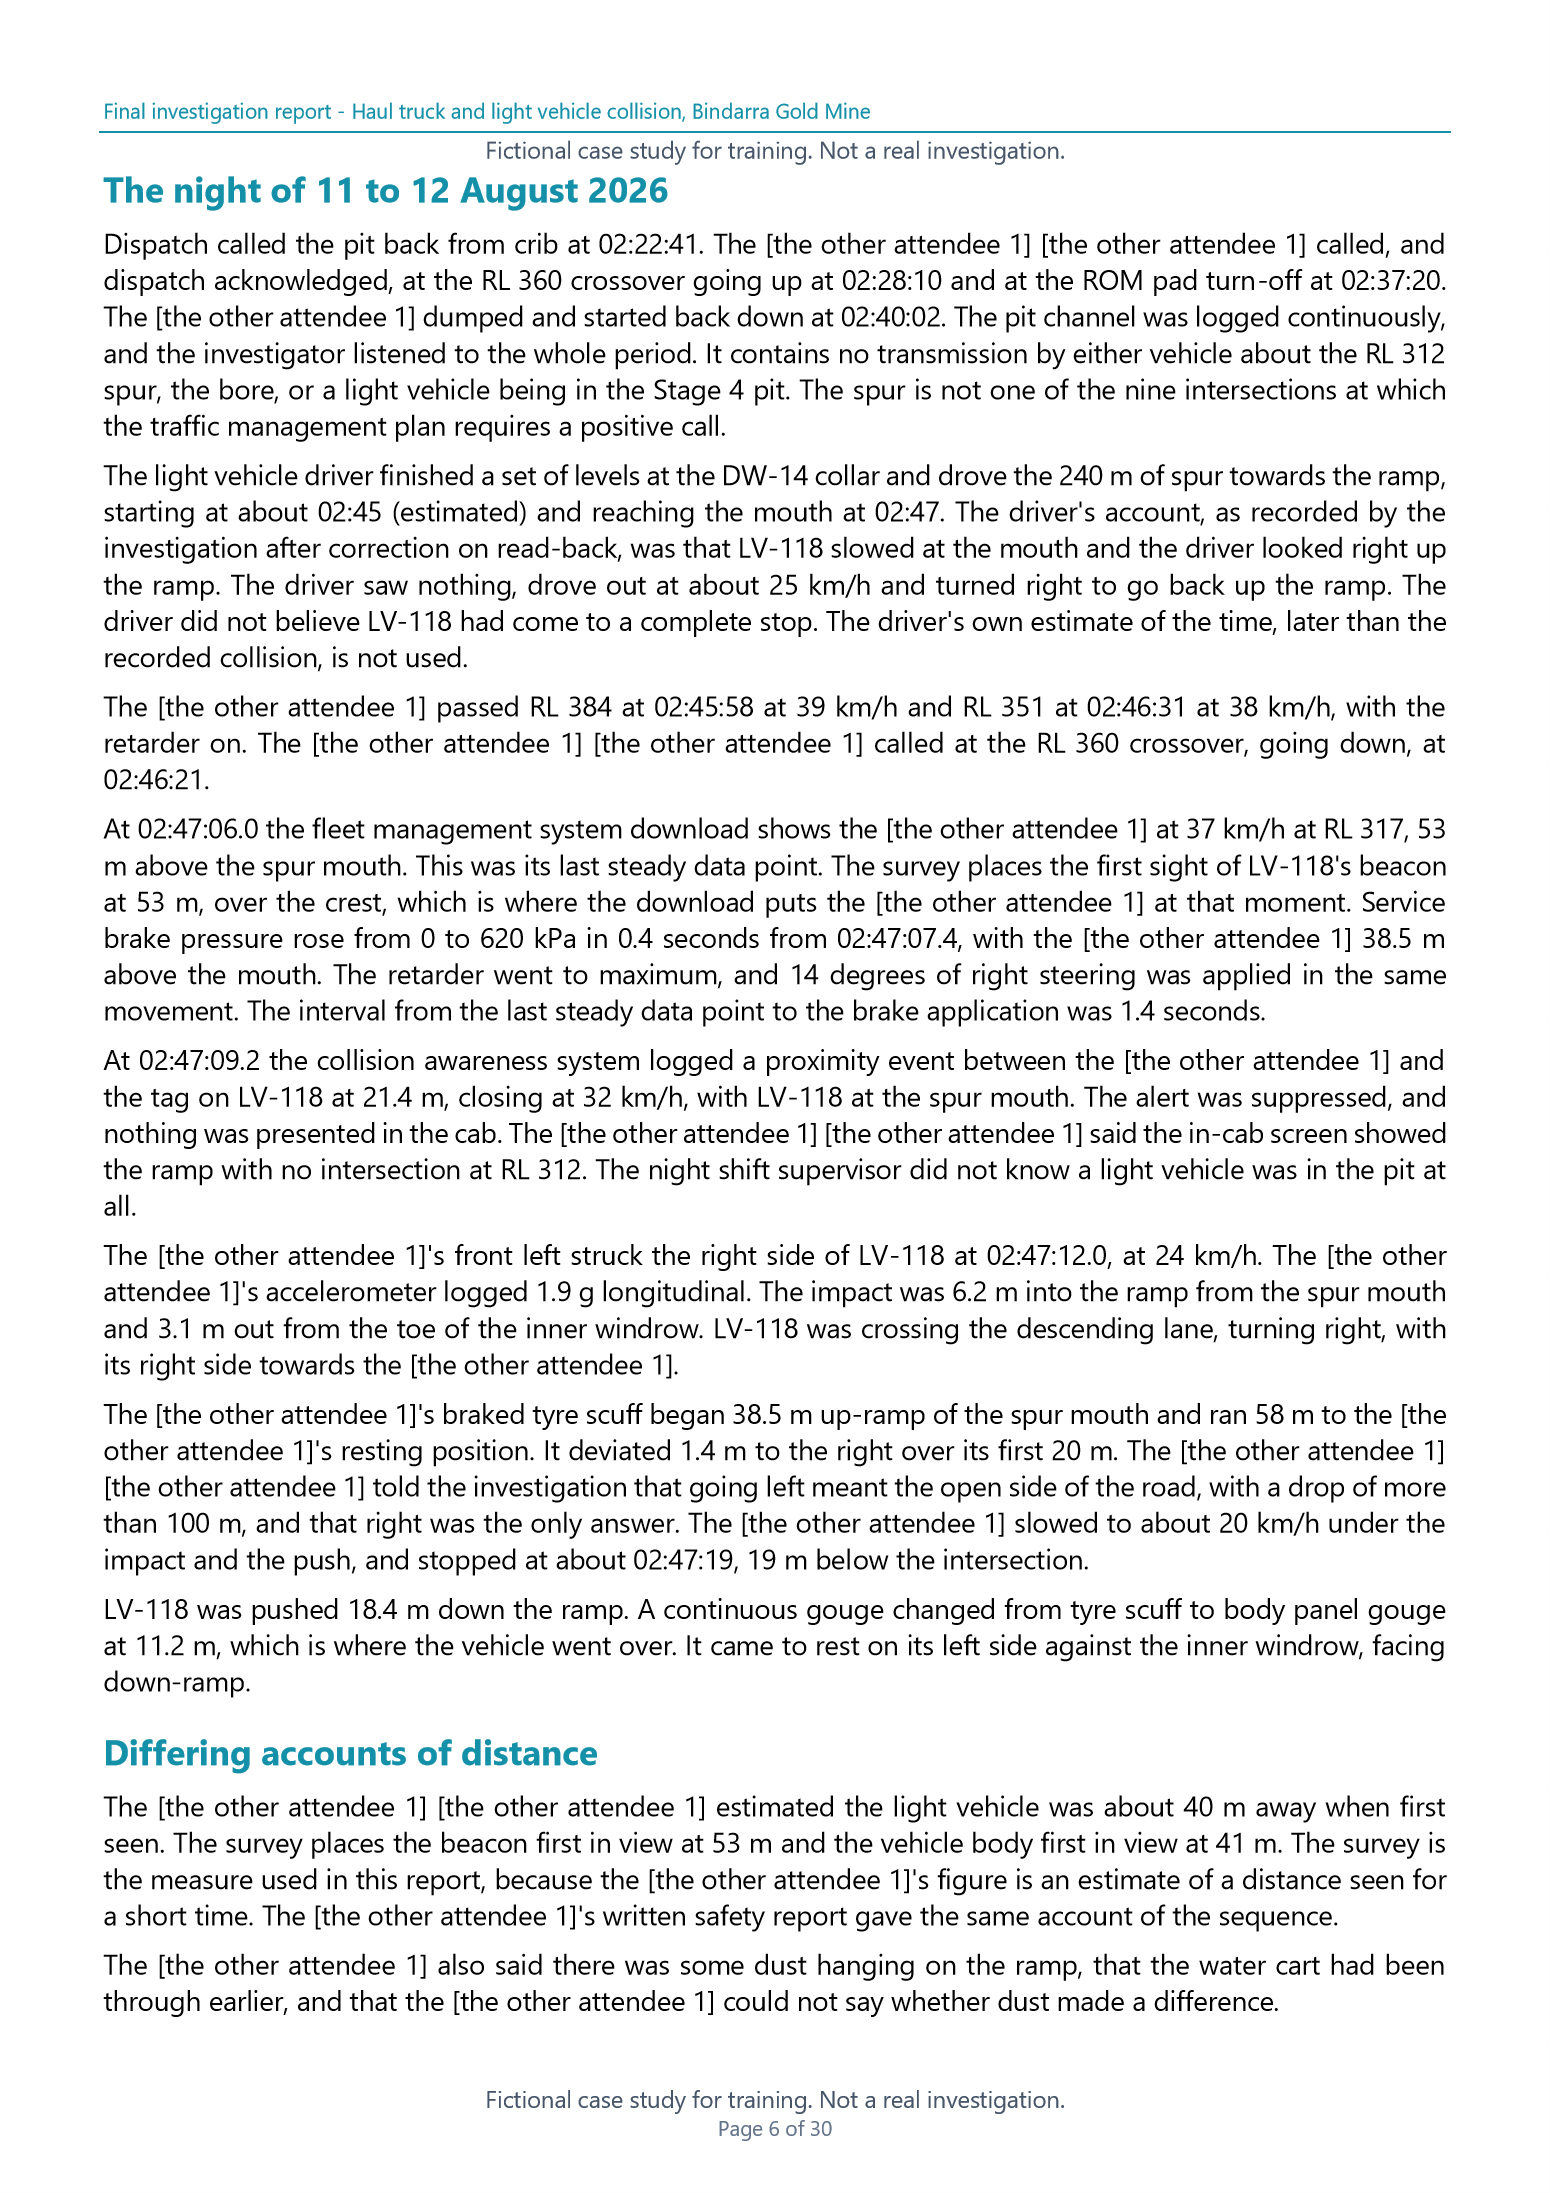 Final investigation report - Haul truck and light vehicle collision, Bindarra Gold Mine
Fictional case study for training. Not a real investigation.
The night of 11 to 12 August 2026
Dispatch called the pit back from crib at 02:22:41. The [the other attendee 1] [the other attendee 1] called, and
dispatch acknowledged, at the RL 360 crossover going up at 02:28:10 and at the ROM pad turn-off at 02:37:20.
The [the other attendee 1] dumped and started back down at 02:40:02. The pit channel was logged continuously,
and the investigator listened to the whole period. It contains no transmission by either vehicle about the RL 312
spur, the bore, or a light vehicle being in the Stage 4 pit. The spur is not one of the nine intersections at which
the traffic management plan requires a positive call.
The light vehicle driver finished a set of levels at the DW-14 collar and drove the 240 m of spur towards the ramp,
starting at about 02:45 (estimated) and reaching the mouth at 02:47. The driver's account, as recorded by the
investigation after correction on read-back, was that LV-118 slowed at the mouth and the driver looked right up
the ramp. The driver saw nothing, drove out at about 25 km/h and turned right to go back up the ramp. The
driver did not believe LV-118 had come to a complete stop. The driver's own estimate of the time, later than the
recorded collision, is not used.
The [the other attendee 1] passed RL 384 at 02:45:58 at 39 km/h and RL 351 at 02:46:31 at 38 km/h, with the
retarder on. The [the other attendee 1] [the other attendee 1] called at the RL 360 crossover, going down, at
02:46:21.
At 02:47:06.0 the fleet management system download shows the [the other attendee 1] at 37 km/h at RL 317, 53
m above the spur mouth. This was its last steady data point. The survey places the first sight of LV-118's beacon
at 53 m, over the crest, which is where the download puts the [the other attendee 1] at that moment. Service
brake pressure rose from 0 to 620 kPa in 0.4 seconds from 02:47:07.4, with the [the other attendee 1] 38.5 m
above the mouth. The retarder went to maximum, and 14 degrees of right steering was applied in the same
movement. The interval from the last steady data point to the brake application was 1.4 seconds.
At 02:47:09.2 the collision awareness system logged a proximity event between the [the other attendee 1] and
the tag on LV-118 at 21.4 m, closing at 32 km/h, with LV-118 at the spur mouth. The alert was suppressed, and
nothing was presented in the cab. The [the other attendee 1] [the other attendee 1] said the in-cab screen showed
the ramp with no intersection at RL 312. The night shift supervisor did not know a light vehicle was in the pit at
all.
The [the other attendee 1]'s front left struck the right side of LV-118 at 02:47:12.0, at 24 km/h. The [the other
attendee 1]'s accelerometer logged 1.9 g longitudinal. The impact was 6.2 m into the ramp from the spur mouth
and 3.1 m out from the toe of the inner windrow. LV-118 was crossing the descending lane, turning right, with
its right side towards the [the other attendee 1].
The [the other attendee 1]'s braked tyre scuff began 38.5 m up-ramp of the spur mouth and ran 58 m to the [the
other attendee 1]'s resting position. It deviated 1.4 m to the right over its first 20 m. The [the other attendee 1]
[the other attendee 1] told the investigation that going left meant the open side of the road, with a drop of more
than 100 m, and that right was the only answer. The [the other attendee 1] slowed to about 20 km/h under the
impact and the push, and stopped at about 02:47:19, 19 m below the intersection.
LV-118 was pushed 18.4 m down the ramp. A continuous gouge changed from tyre scuff to body panel gouge
at 11.2 m, which is where the vehicle went over. It came to rest on its left side against the inner windrow, facing
down-ramp.
Differing accounts of distance
The [the other attendee 1] [the other attendee 1] estimated the light vehicle was about 40 m away when first
seen. The survey places the beacon first in view at 53 m and the vehicle body first in view at 41 m. The survey is
the measure used in this report, because the [the other attendee 1]'s figure is an estimate of a distance seen for
a short time. The [the other attendee 1]'s written safety report gave the same account of the sequence.
The [the other attendee 1] also said there was some dust hanging on the ramp, that the water cart had been
through earlier, and that the [the other attendee 1] could not say whether dust made a difference.
Fictional case study for training. Not a real investigation.
Page 6 of 30